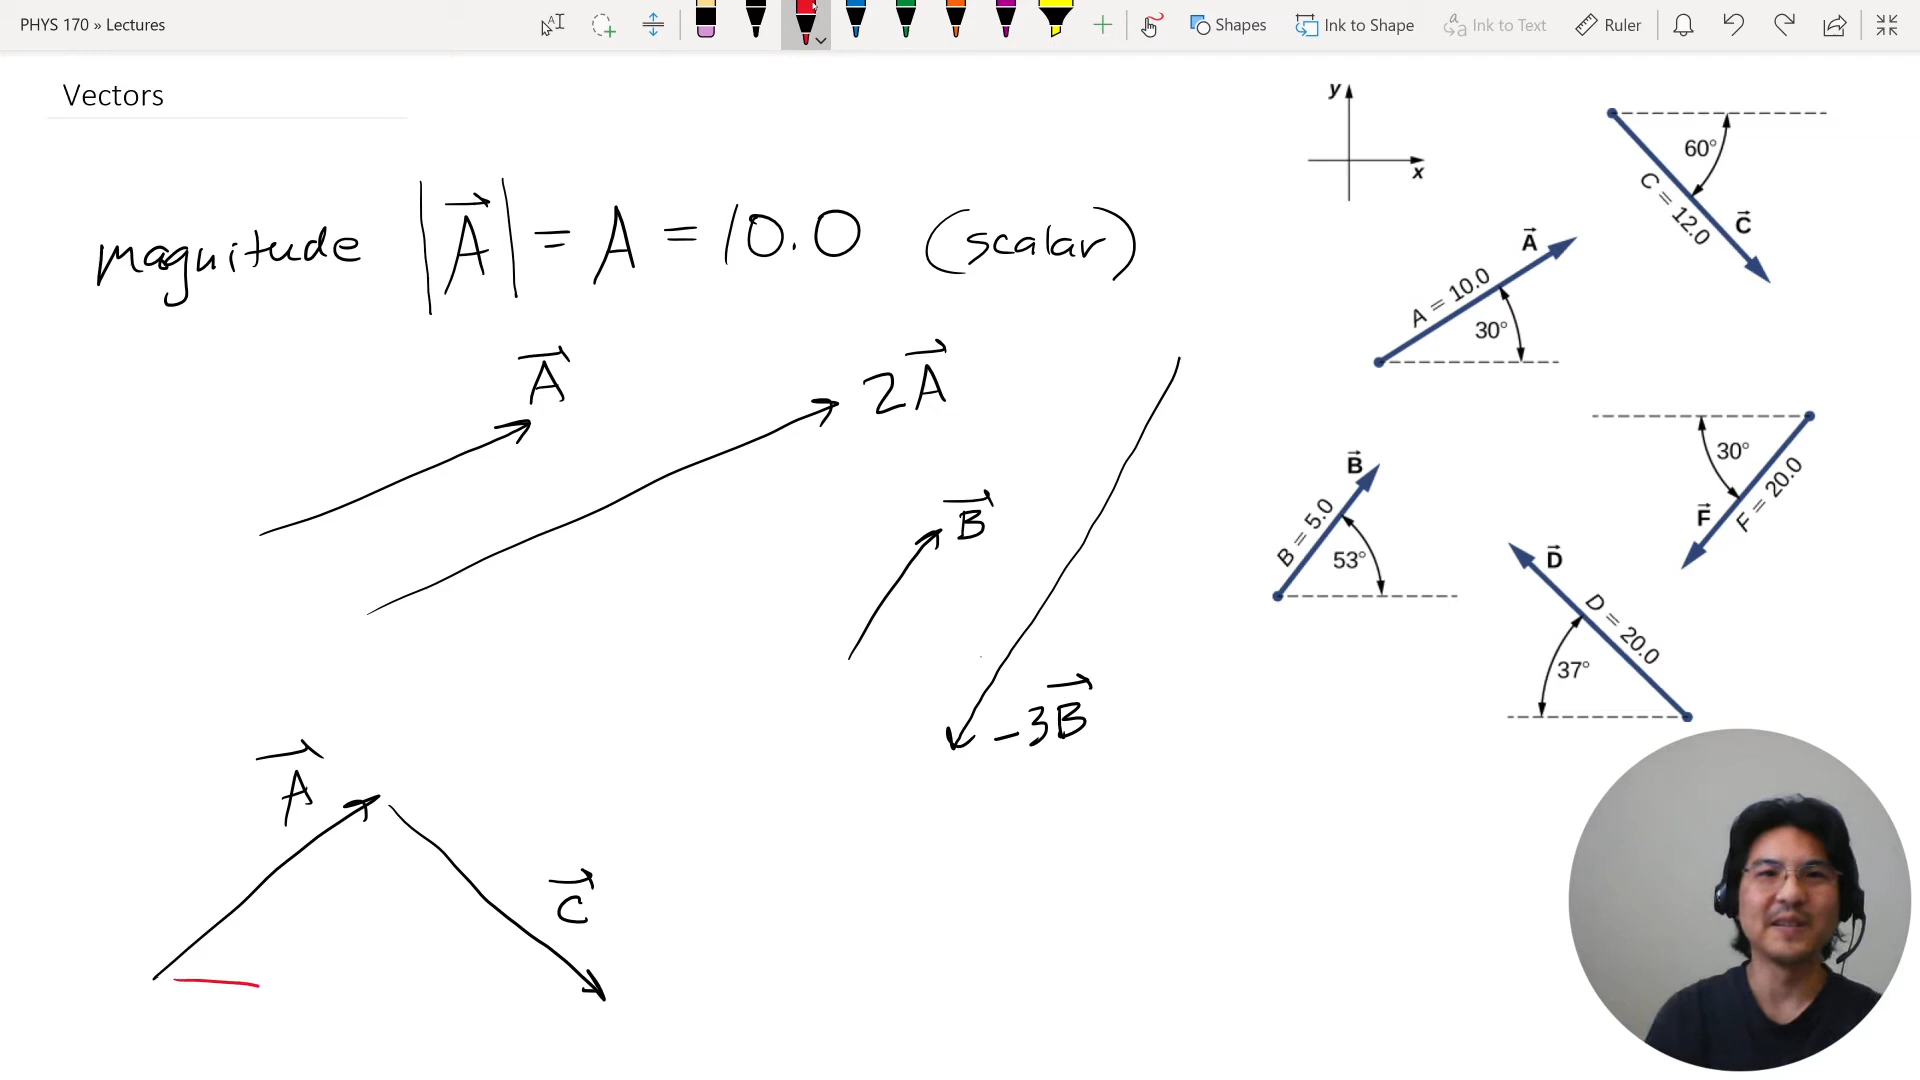 PHYS 170 » Lectures
Shapes
Ink to Shape
Ink to Text
Ruler
Vectors
magnitude |A⃗| = A = 10.0 (scalar)
A⃗
2A⃗
B⃗
-3B⃗
A⃗
C⃗
y
x
60°
C = 12.0
C⃗
A⃗
A = 10.0
30°
30°
F⃗
F = 20.0
B⃗
B = 5.0
53°
D⃗
D = 20.0
37°